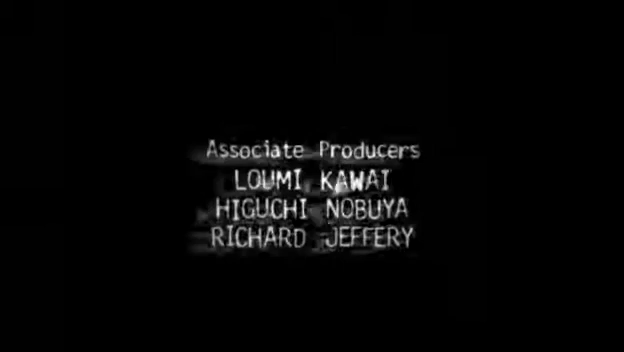 Associate Producers
LOUMI KAWAI
HIGUCHI NOBUYA
RICHARD JEFFERY